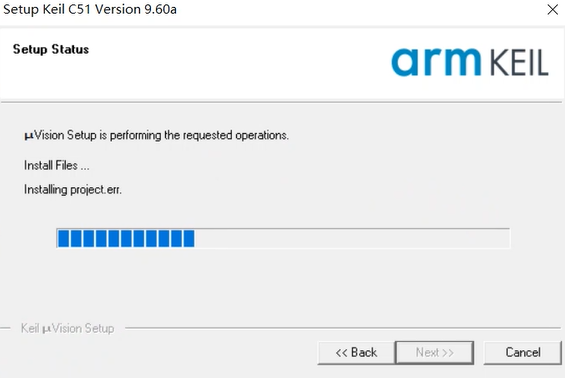 Setup Keil C51 Version 9.60a
Setup Status
arm KEIL
µVision Setup is performing the requested operations.
Install Files ...
Installing project.err.
Keil µVision Setup
<< Back
Next >>
Cancel